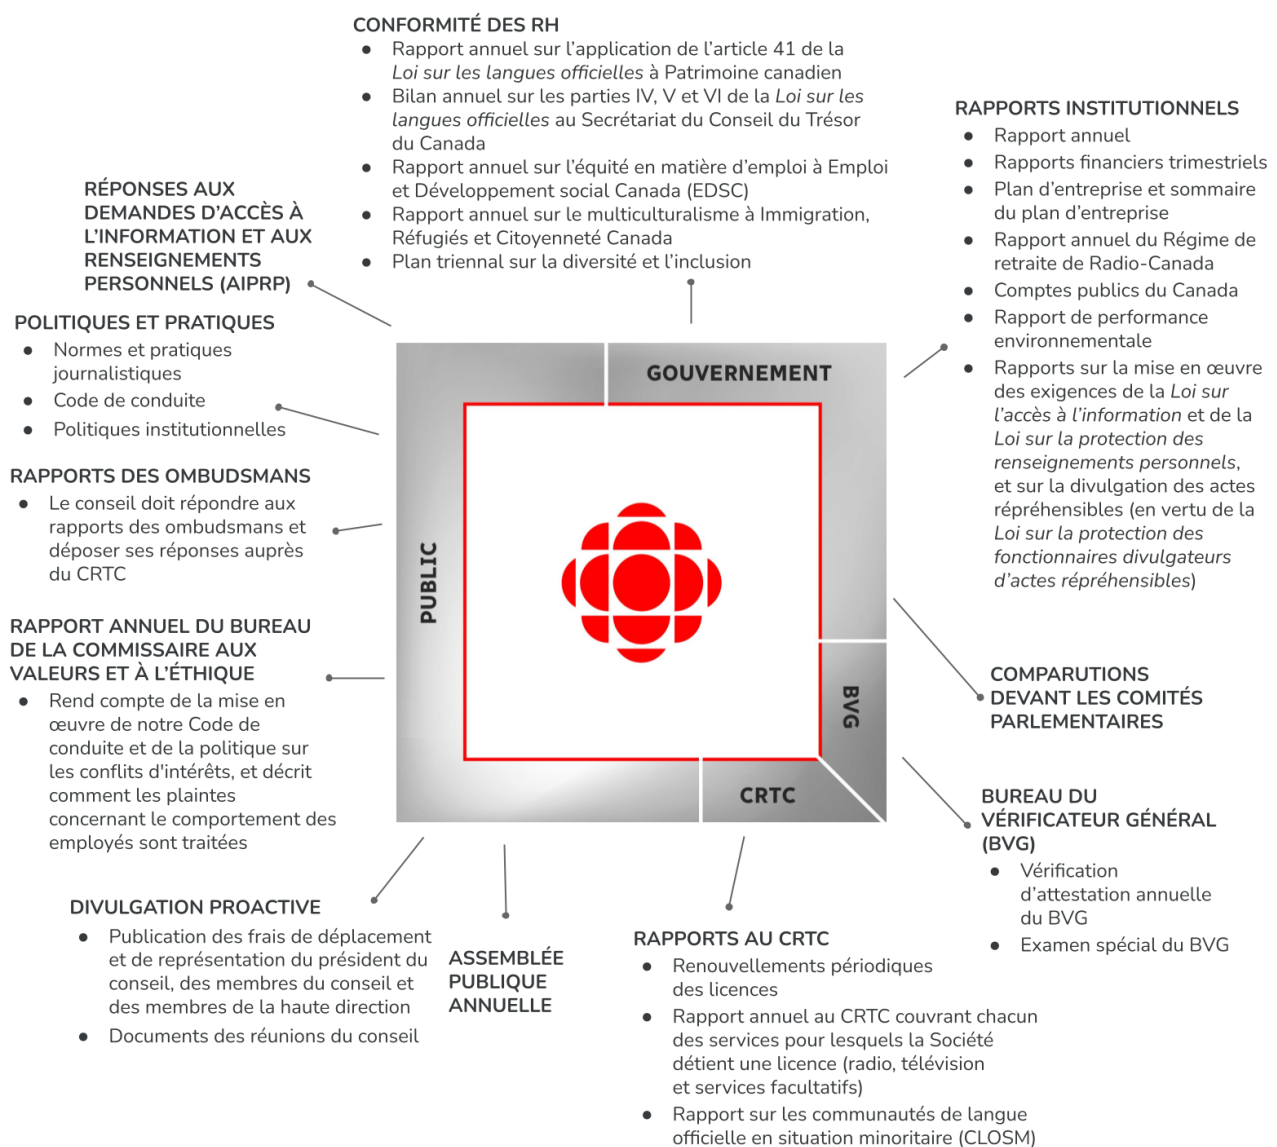 CONFORMITÉ DES RH
● Rapport annuel sur l’application de l’article 41 de la
Loi sur les langues officielles à Patrimoine canadien
● Bilan annuel sur les parties IV, V et VI de la Loi sur les
langues officielles au Secrétariat du Conseil du Trésor
du Canada
● Rapport annuel sur l’équité en matière d’emploi à Emploi
et Développement social Canada (EDSC)
● Rapport annuel sur le multiculturalisme à Immigration,
Réfugiés et Citoyenneté Canada
● Plan triennal sur la diversité et l’inclusion
RAPPORTS INSTITUTIONNELS
● Rapport annuel
● Rapports financiers trimestriels
● Plan d’entreprise et sommaire
du plan d’entreprise
● Rapport annuel du Régime de
retraite de Radio-Canada
● Comptes publics du Canada
● Rapport de performance
environnementale
● Rapports sur la mise en œuvre
des exigences de la Loi sur
l’accès à l’information et de la
Loi sur la protection des
renseignements personnels,
et sur la divulgation des actes
répréhensibles (en vertu de la
Loi sur la protection des
fonctionnaires divulgateurs
d’actes répréhensibles)
RÉPONSES AUX
DEMANDES D’ACCÈS À
L’INFORMATION ET AUX
RENSEIGNEMENTS
PERSONNELS (AIPRP)
POLITIQUES ET PRATIQUES
● Normes et pratiques
journalistiques
● Code de conduite
● Politiques institutionnelles
RAPPORTS DES OMBUDSMANS
● Le conseil doit répondre aux
rapports des ombudsmans et
déposer ses réponses auprès
du CRTC
RAPPORT ANNUEL DU BUREAU
DE LA COMMISSAIRE AUX
VALEURS ET À L’ÉTHIQUE
● Rend compte de la mise en
œuvre de notre Code de
conduite et de la politique sur
les conflits d'intérêts, et décrit
comment les plaintes
concernant le comportement des
employés sont traitées
GOUVERNEMENT
PUBLIC
BVG
CRTC
COMPARUTIONS
DEVANT LES COMITÉS
PARLEMENTAIRES
BUREAU DU
VÉRIFICATEUR GÉNÉRAL
(BVG)
● Vérification
d’attestation annuelle
du BVG
● Examen spécial du BVG
DIVULGATION PROACTIVE
● Publication des frais de déplacement
et de représentation du président du
conseil, des membres du conseil et
des membres de la haute direction
● Documents des réunions du conseil
ASSEMBLÉE
PUBLIQUE
ANNUELLE
RAPPORTS AU CRTC
● Renouvellements périodiques
des licences
● Rapport annuel au CRTC couvrant chacun
des services pour lesquels la Société
détient une licence (radio, télévision
et services facultatifs)
● Rapport sur les communautés de langue
officielle en situation minoritaire (CLOSM)